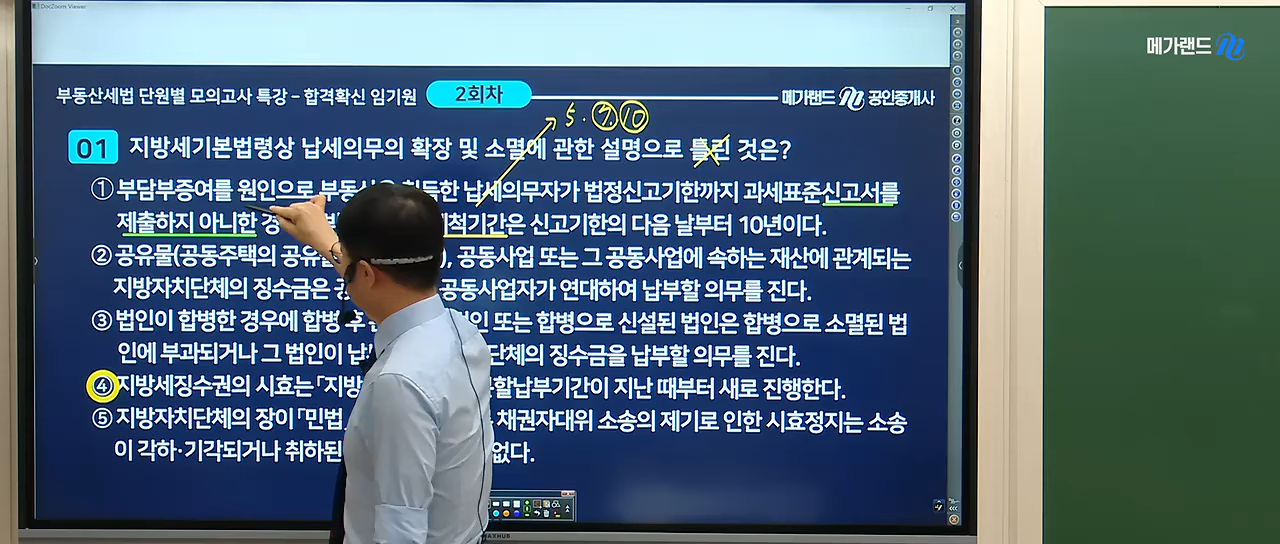 DocZoom Viewer
메가랜드
부동산세법 단원별 모의고사 특강 – 합격확신 임기원
2회차
메가랜드 공인중개사
5. 7. 10
01 지방세기본법령상 납세의무의 확장 및 소멸에 관한 설명으로 틀린 것은?
① 부담부증여를 원인으로 납세의무자가 법정신고기한까지 과세표준신고서를
제출하지 아니한 척기간은 신고기한의 다음 날부터 10년이다.
② 공유물(공동주택의 ), 공동사업 또는 그 공동사업에 속하는 재산에 관계되는
지방자치단체의 징수금은 공동사업자가 연대하여 납부할 의무를 진다.
③ 법인이 합병한 경우에 합병 후 또는 합병으로 신설된 법인은 합병으로 소멸된 법
인에 부과되거나 그 법인이 단체의 징수금을 납부할 의무를 진다.
④ 지방세징수권의 시효는 「지방 할납부기간이 지난 때부터 새로 진행한다.
⑤ 지방자치단체의 장이 「민법」 채권자대위 소송의 제기로 인한 시효정지는 소송
이 각하·기각되거나 취하된 없다.
MAXHUB